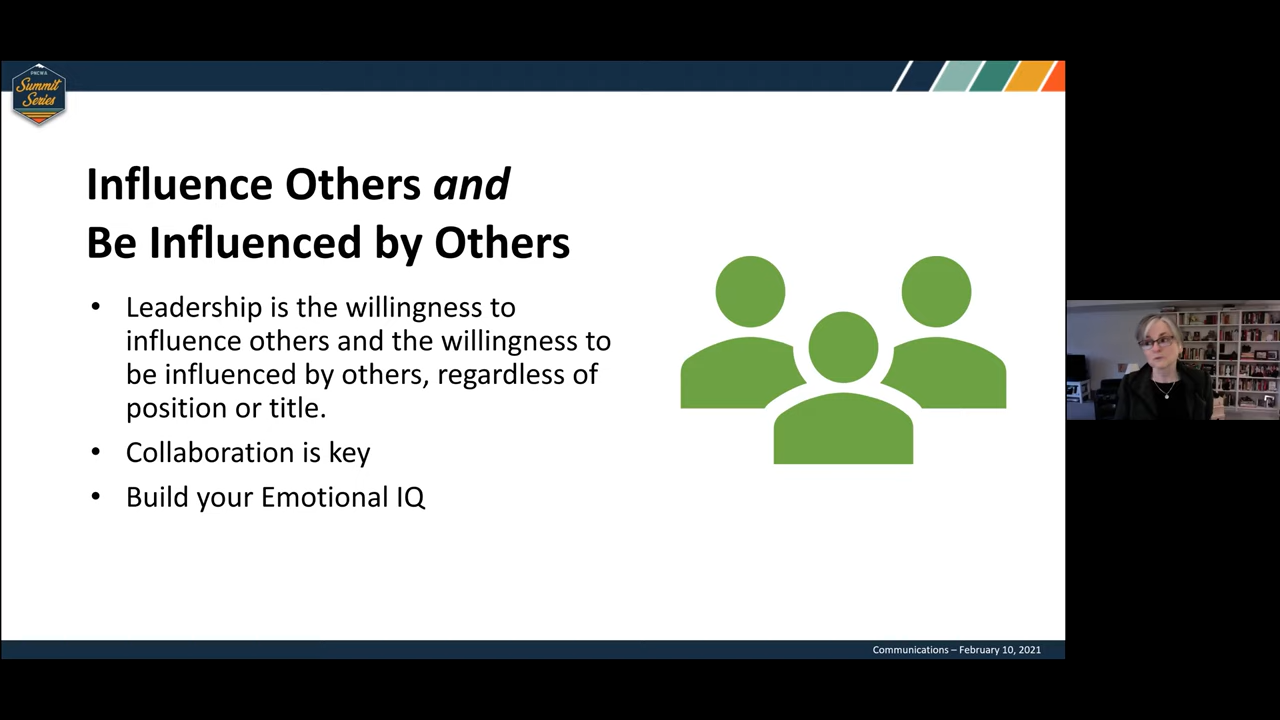 PNCWA
Summit
Series
Influence Others and
Be Influenced by Others
• Leadership is the willingness to
influence others and the willingness to
be influenced by others, regardless of
position or title.
• Collaboration is key
• Build your Emotional IQ
Communications – February 10, 2021